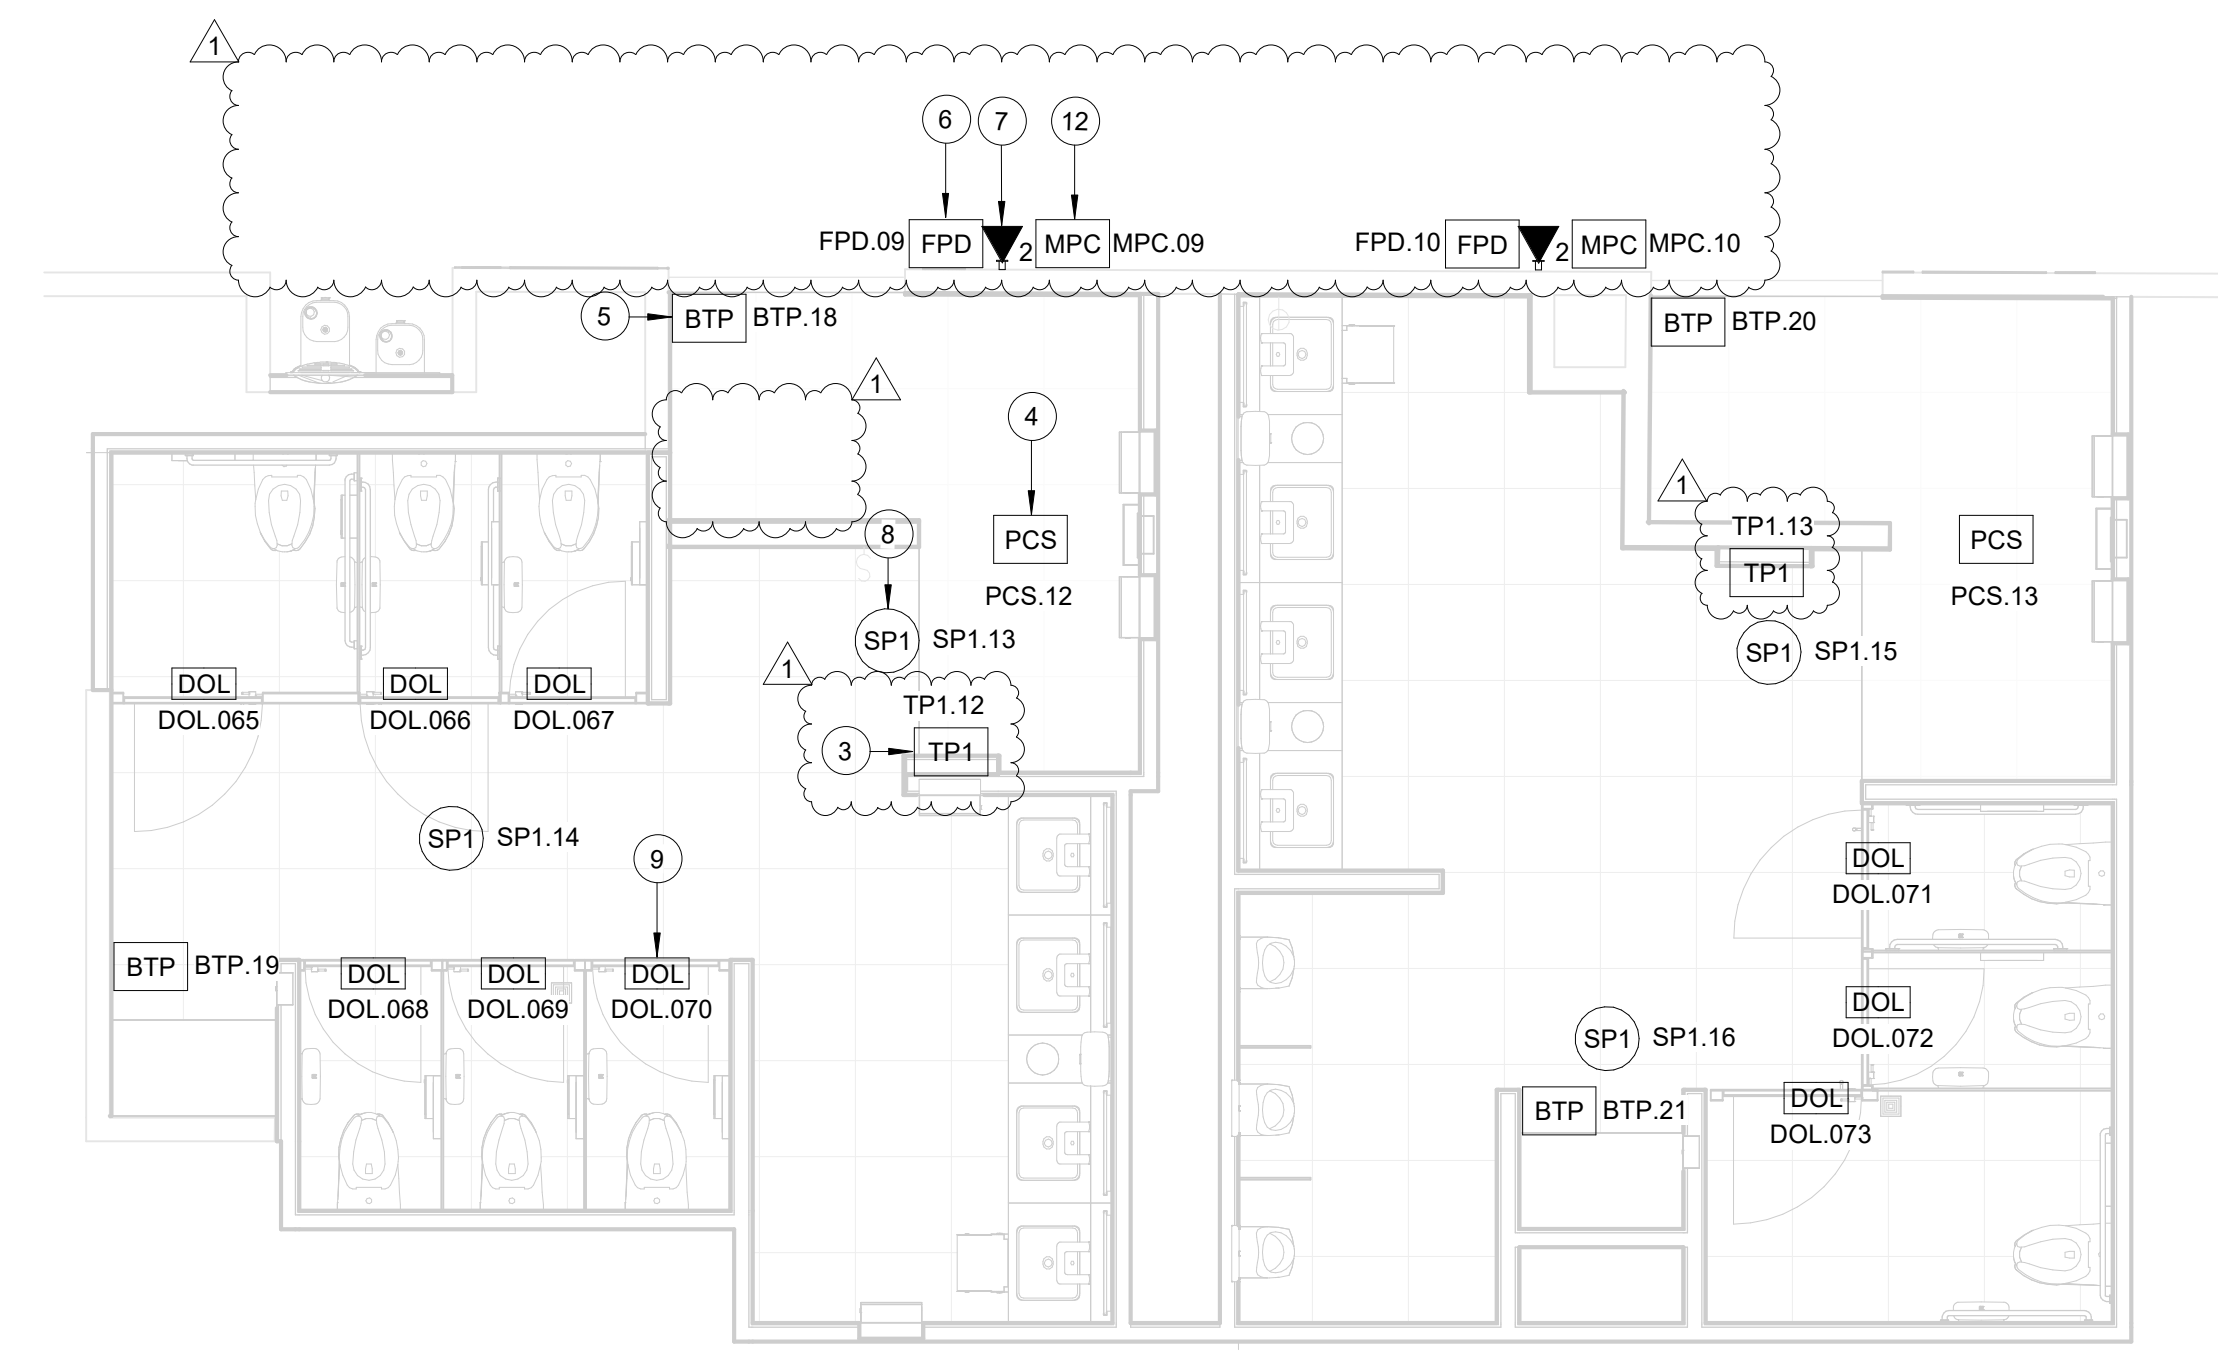 1
6 7 12
FPD.09 FPD 2 MPC MPC.09
FPD.10 FPD 2 MPC MPC.10
5 BTP BTP.18
BTP BTP.20
1
4
1
8
PCS
PCS.12
TP1.13
TP1
PCS
PCS.13
SP1 SP1.13
SP1 SP1.15
1
DOL DOL DOL
DOL.065 DOL.066 DOL.067
TP1.12
3 TP1
SP1 SP1.14
9
DOL
DOL.071
BTP BTP.19
DOL DOL DOL
DOL.068 DOL.069 DOL.070
DOL
DOL.072
SP1 SP1.16
BTP BTP.21
DOL
DOL.073